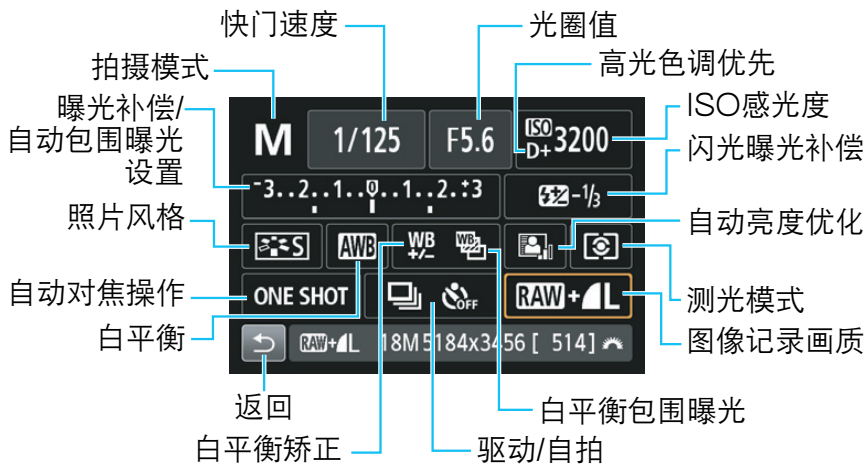 快门速度
光圈值
拍摄模式
高光色调优先
曝光补偿/
自动包围曝光
设置
ISO感光度
闪光曝光补偿
M 1/125 F5.6 ISO D+ 3200
-3..2..1..0..1..2.+3 -1/3
照片风格
自动亮度优化
S AWB WB +/- WB
自动对焦操作
测光模式
ONE SHOT OFF RAW+L
白平衡
图像记录画质
RAW+L 18M 5184x3456 [ 514]
返回
白平衡包围曝光
白平衡矫正
驱动/自拍